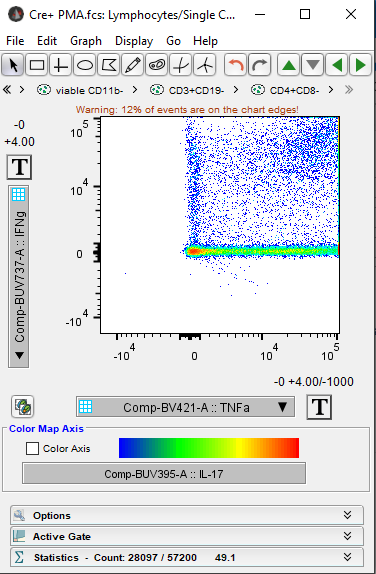 Cre+ PMA.fcs: Lymphocytes/Single C...
File Edit Graph Display Go Help
viable CD11b- > CD3+CD19- > CD4+CD8-
Warning: 12% of events are on the chart edges!
-0
+4.00
T
Comp-BUV737-A :: IFNg
10^5
10^4
0
-10^4
-10^4 0 10^4 10^5
-0 +4.00/-1000
Comp-BV421-A :: TNFa
T
Color Map Axis
Color Axis
Comp-BUV395-A :: IL-17
Options
Active Gate
Σ Statistics - Count: 28097 / 57200 49.1